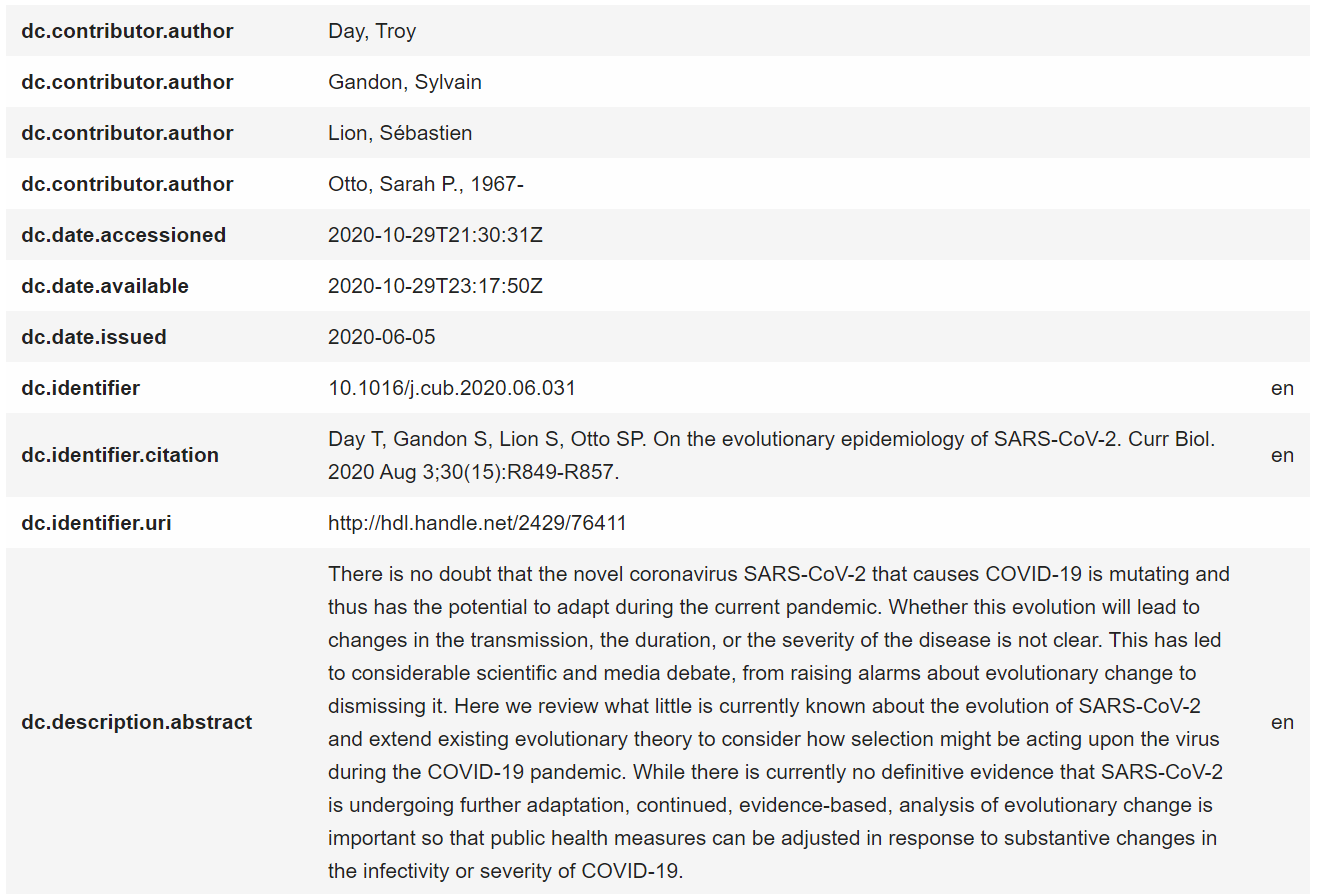 dc.contributor.author Day, Troy
dc.contributor.author Gandon, Sylvain
dc.contributor.author Lion, Sébastien
dc.contributor.author Otto, Sarah P., 1967-
dc.date.accessioned 2020-10-29T21:30:31Z
dc.date.available 2020-10-29T23:17:50Z
dc.date.issued 2020-06-05
dc.identifier 10.1016/j.cub.2020.06.031 en
dc.identifier.citation Day T, Gandon S, Lion S, Otto SP. On the evolutionary epidemiology of SARS-CoV-2. Curr Biol.
2020 Aug 3;30(15):R849-R857. en
dc.identifier.uri http://hdl.handle.net/2429/76411
dc.description.abstract There is no doubt that the novel coronavirus SARS-CoV-2 that causes COVID-19 is mutating and
thus has the potential to adapt during the current pandemic. Whether this evolution will lead to
changes in the transmission, the duration, or the severity of the disease is not clear. This has led
to considerable scientific and media debate, from raising alarms about evolutionary change to
dismissing it. Here we review what little is currently known about the evolution of SARS-CoV-2
and extend existing evolutionary theory to consider how selection might be acting upon the virus
during the COVID-19 pandemic. While there is currently no definitive evidence that SARS-CoV-2
is undergoing further adaptation, continued, evidence-based, analysis of evolutionary change is
important so that public health measures can be adjusted in response to substantive changes in
the infectivity or severity of COVID-19. en